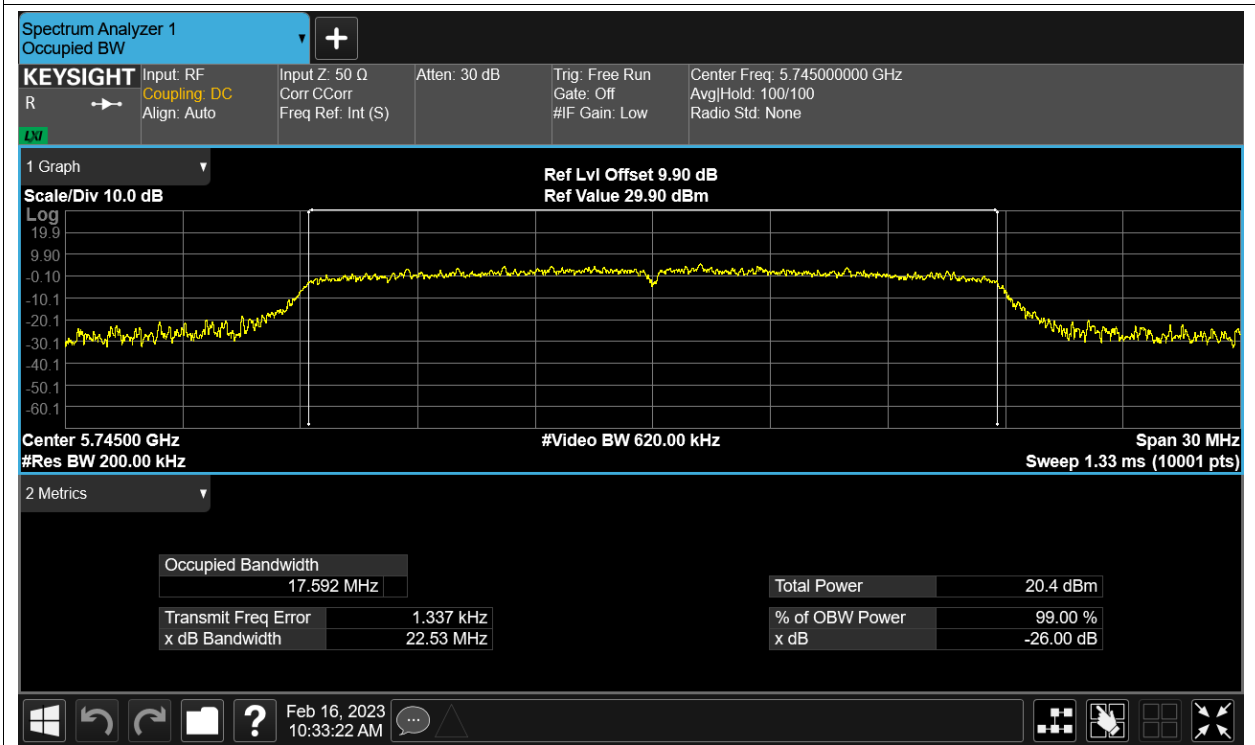 Spectrum Analyzer 1
Occupied BW
KEYSIGHT
R
LXI
Input: RF
Coupling: DC
Align: Auto
Input Z: 50 Ω
Corr CCorr
Freq Ref: Int (S)
Atten: 30 dB
Trig: Free Run
Gate: Off
#IF Gain: Low
Center Freq: 5.745000000 GHz
Avg|Hold: 100/100
Radio Std: None
1 Graph
Scale/Div 10.0 dB
Ref Lvl Offset 9.90 dB
Ref Value 29.90 dBm
Log
19.9
9.90
-0.10
-10.1
-20.1
-30.1
-40.1
-50.1
-60.1
Center 5.74500 GHz
#Video BW 620.00 kHz
Span 30 MHz
#Res BW 200.00 kHz
Sweep 1.33 ms (10001 pts)
2 Metrics
Occupied Bandwidth
17.592 MHz
Total Power 20.4 dBm
Transmit Freq Error 1.337 kHz
% of OBW Power 99.00 %
x dB Bandwidth 22.53 MHz
x dB -26.00 dB
?
Feb 16, 2023
10:33:22 AM